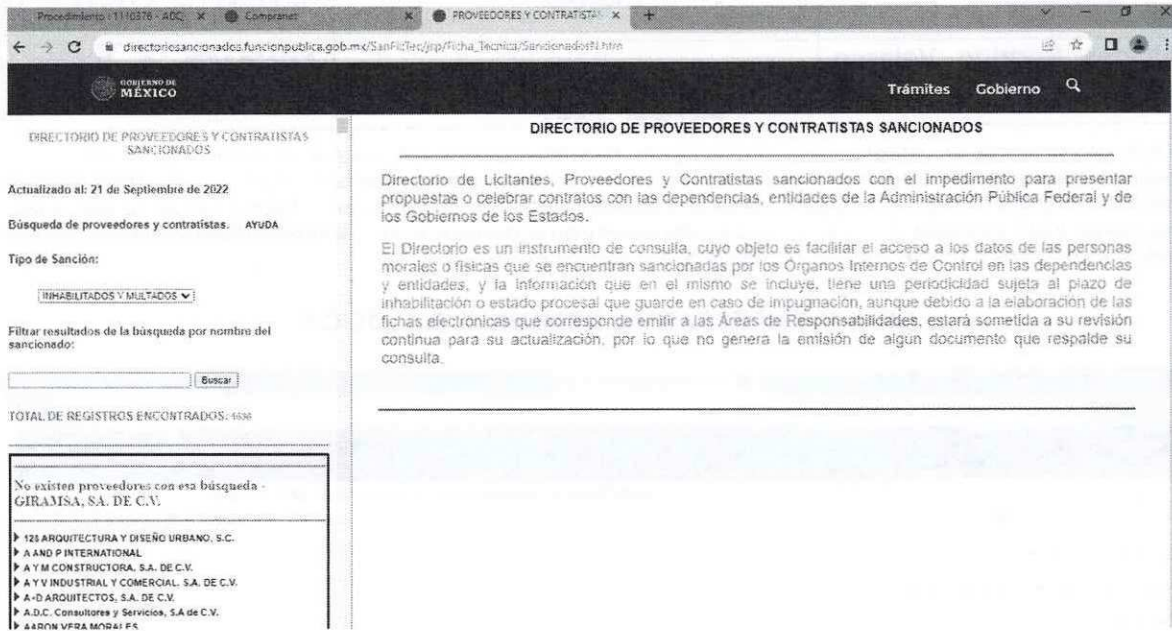 Procedimiento : 1110376 - ADQ
Compranet
PROVEEDORES Y CONTRATISTAS
directoriosancionados.funcionpublica.gob.mx/SanFicTec/jsp/Ficha_Tecnica/SancionadosN.htm
GOBIERNO DE
MÉXICO
Trámites Gobierno
DIRECTORIO DE PROVEEDORES Y CONTRATISTAS
SANCIONADOS
Actualizado al: 21 de Septiembre de 2022
Búsqueda de proveedores y contratistas. AYUDA
Tipo de Sanción:
INHABILITADOS Y MULTADOS
Filtrar resultados de la búsqueda por nombre del
sancionado:
Buscar
TOTAL DE REGISTROS ENCONTRADOS:
No existen proveedores con esa búsqueda -
GIRAMSA, S.A. DE C.V.
128 ARQUITECTURA Y DISEÑO URBANO, S.C.
A AND P INTERNATIONAL
A Y M CONSTRUCTORA, S.A. DE C.V.
A Y V INDUSTRIAL Y COMERCIAL, S.A. DE C.V.
A-D ARQUITECTOS, S.A. DE C.V.
A.D.C. Consultores y Servicios, S.A de C.V.
AARON VERA MORALES
DIRECTORIO DE PROVEEDORES Y CONTRATISTAS SANCIONADOS
Directorio de Licitantes, Proveedores y Contratistas sancionados con el impedimento para presentar
propuestas o celebrar contratos con las dependencias, entidades de la Administración Pública Federal y de
los Gobiernos de los Estados.
El Directorio es un instrumento de consulta, cuyo objeto es facilitar el acceso a los datos de las personas
morales o físicas que se encuentran sancionadas por los Órganos Internos de Control en las dependencias
y entidades, y la información que en el mismo se incluye, tiene una periodicidad sujeta al plazo de
inhabilitación o estado procesal que guarde en caso de impugnación, aunque debido a la elaboración de las
fichas electrónicas que corresponde emitir a las Áreas de Responsabilidades, estará sometida a su revisión
continua para su actualización, por lo que no genera la emisión de algun documento que respalde su
consulta.